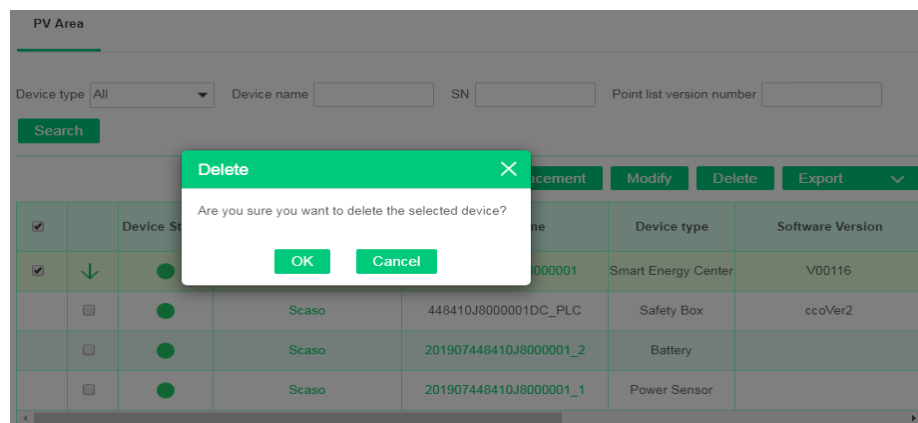 PV Area
Device type All Device name SN Point list version number
Search
Delete
acement Modify Delete Export
Are you sure you want to delete the selected device?
Device St me Device type Software Version
OK Cancel
8000001 Smart Energy Center V00116
Scaso 448410J8000001DC_PLC Safety Box ccoVer2
Scaso 201907448410J8000001_2 Battery
Scaso 201907448410J8000001_1 Power Sensor